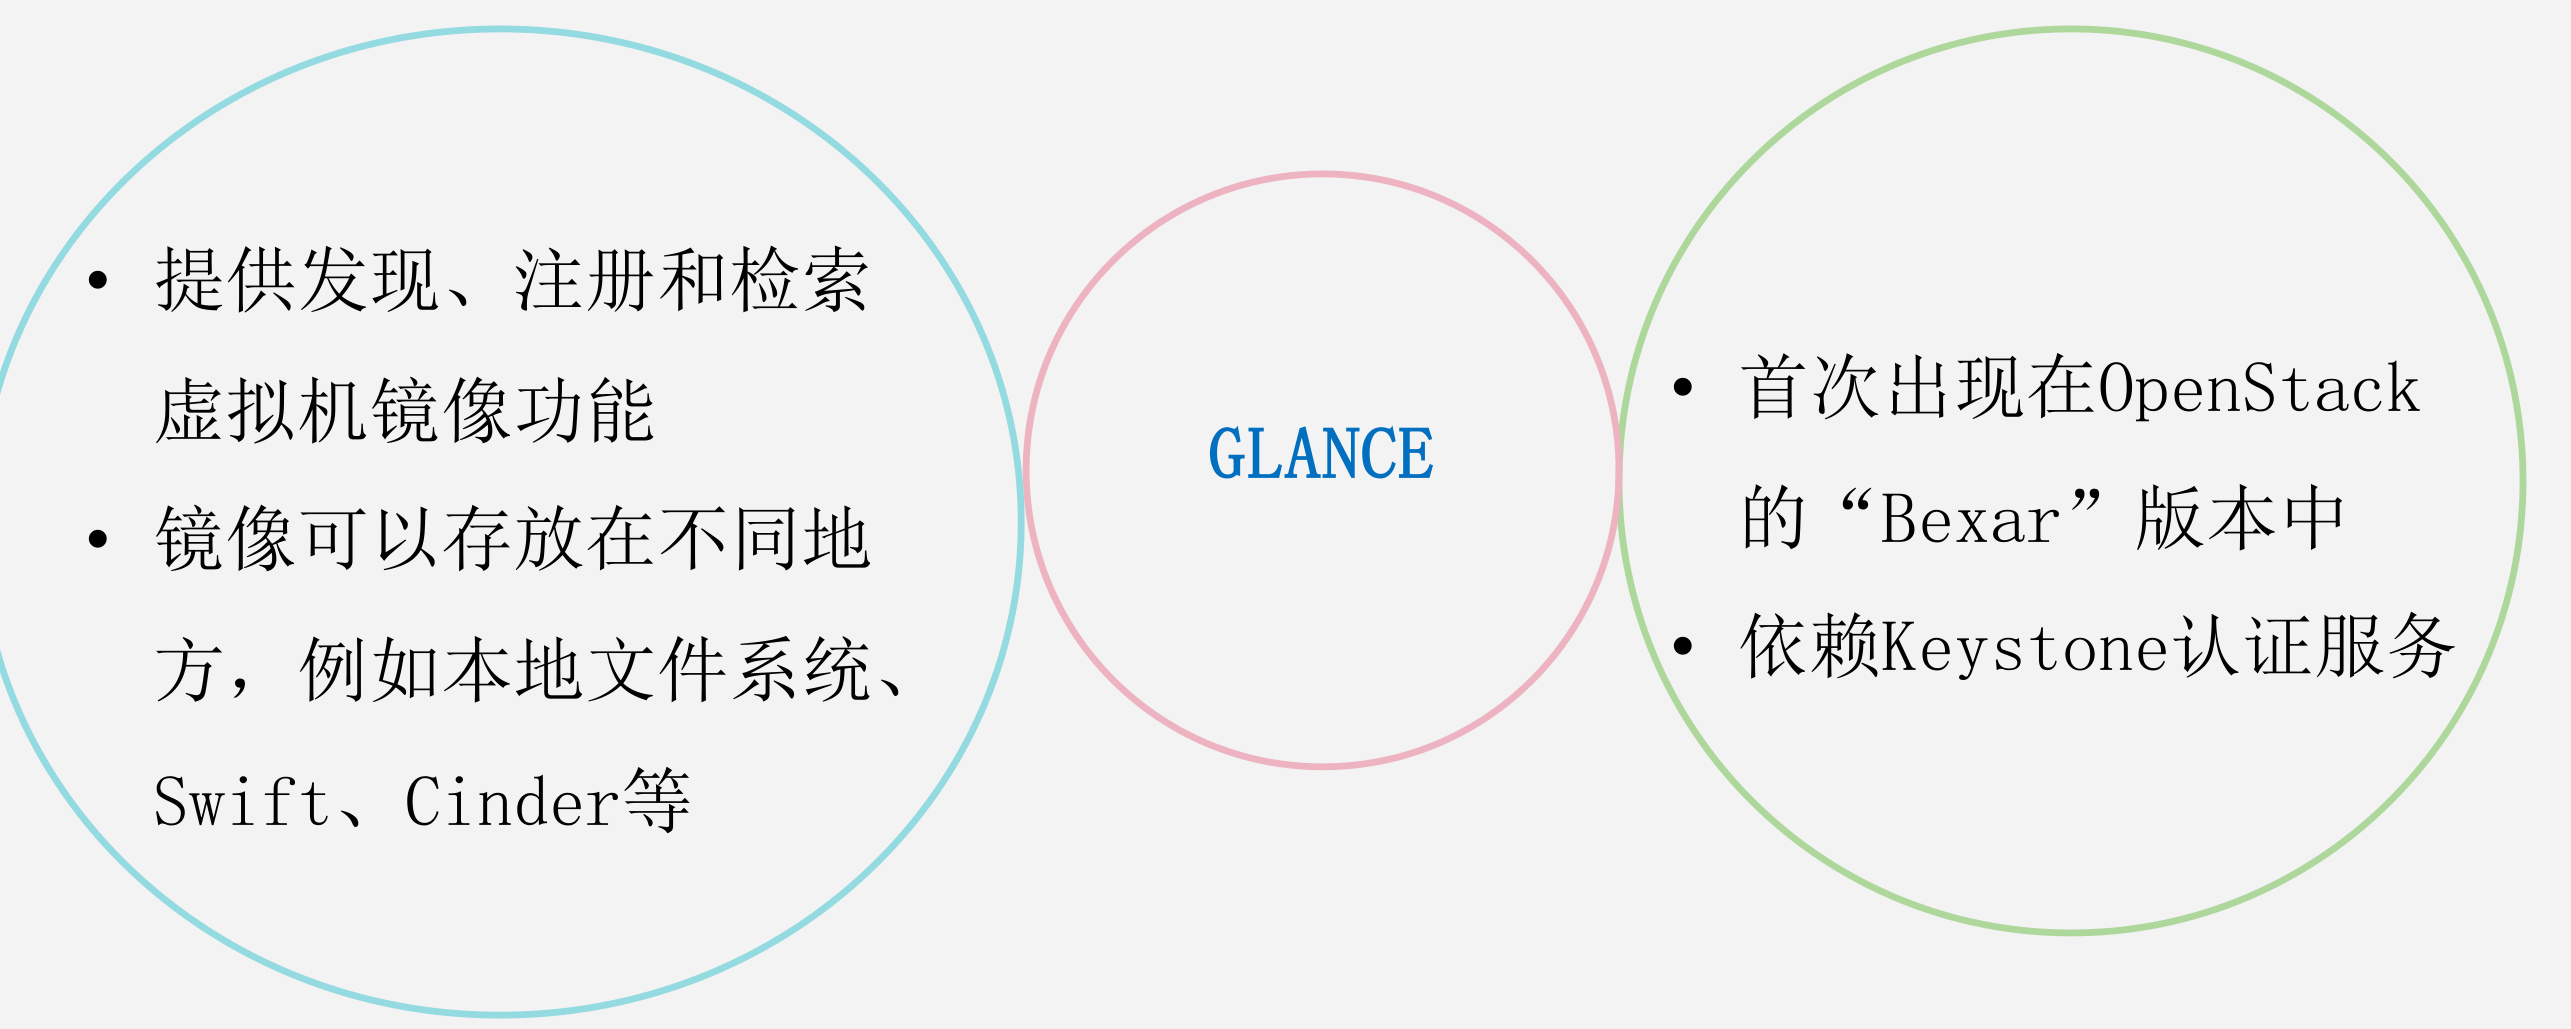 • 提供发现、注册和检索
虚拟机镜像功能
• 镜像可以存放在不同地
方，例如本地文件系统、
Swift、Cinder等
GLANCE
• 首次出现在OpenStack
的“Bexar”版本中
• 依赖Keystone认证服务